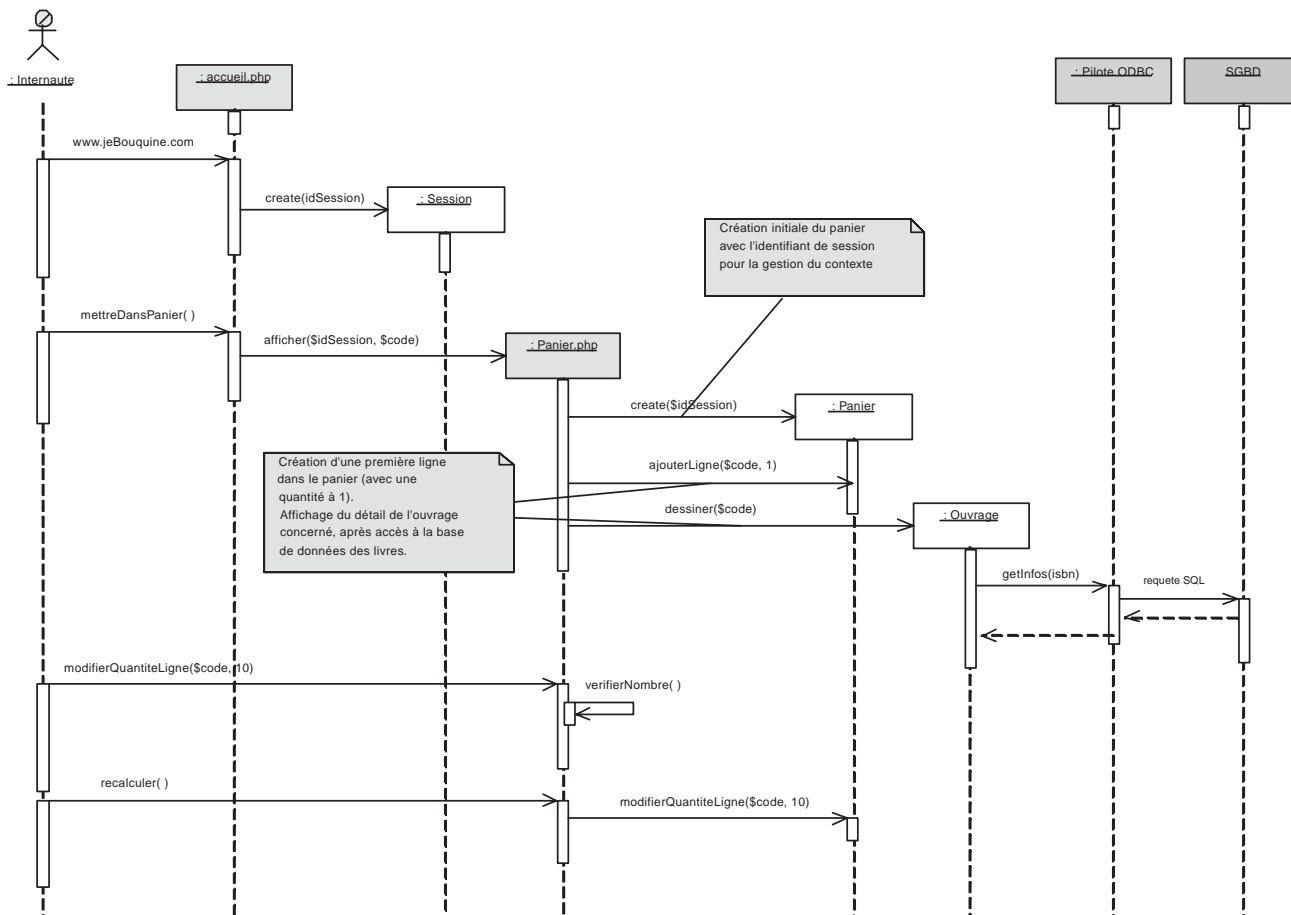 : Internaute
: accueil.php
: Pilote ODBC
SGBD
www.jeBouquine.com
create(idSession)
: Session
Création initiale du panier
avec l'identifiant de session
pour la gestion du contexte
mettreDansPanier( )
afficher($idSession, $code)
: Panier.php
create($idSession)
: Panier
Création d'une première ligne
dans le panier (avec une
quantité à 1).
Affichage du détail de l'ouvrage
concerné, après accès à la base
de données des livres.
ajouterLigne($code, 1)
dessiner($code)
: Ouvrage
getInfos(isbn)
requete SQL
modifierQuantiteLigne($code, 10)
verifierNombre( )
recalculer( )
modifierQuantiteLigne($code, 10)